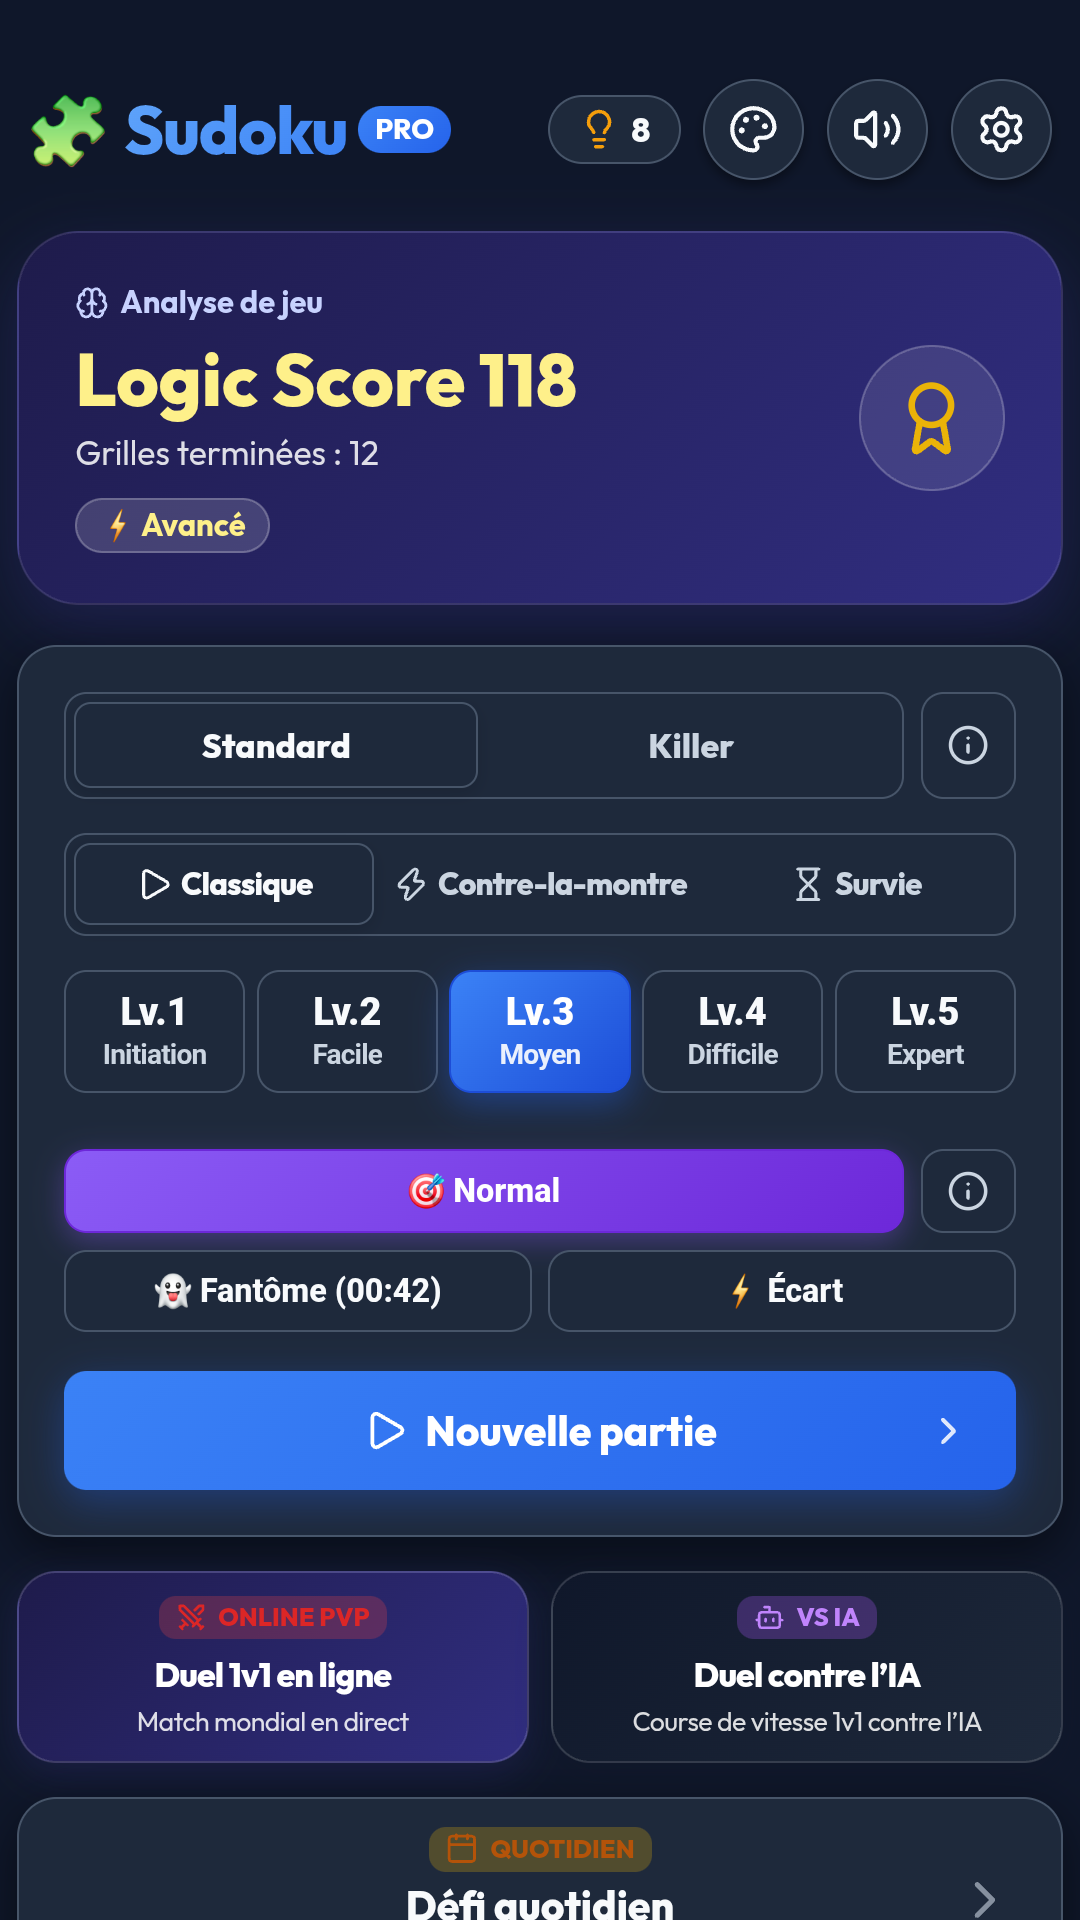 Sudoku PRO 8
Analyse de jeu
Logic Score 118
Grilles terminées : 12
Avancé
Standard Killer
Classique Contre-la-montre Survie
Lv.1 Lv.2 Lv.3 Lv.4 Lv.5
Initiation Facile Moyen Difficile Expert
Normal
Fantôme (00:42) Écart
Nouvelle partie
ONLINE PVP
Duel 1v1 en ligne
Match mondial en direct
VS IA
Duel contre l’IA
Course de vitesse 1v1 contre l’IA
QUOTIDIEN
Défi quotidien